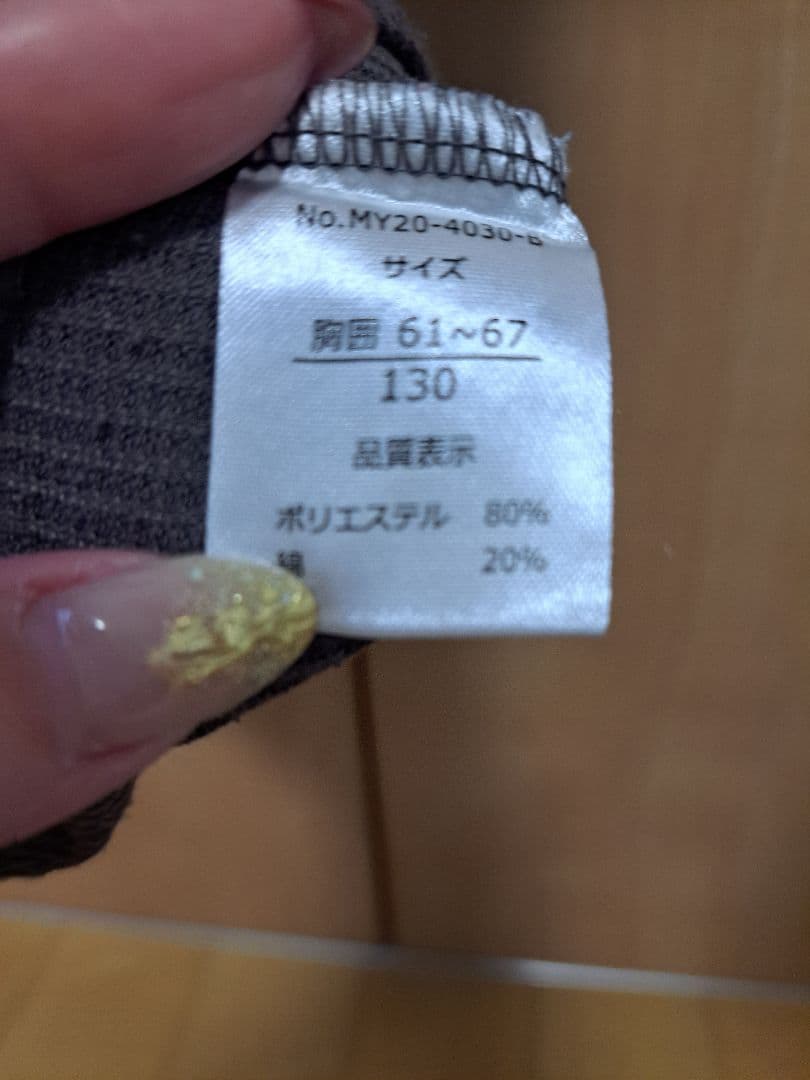 No.MY20-4030-B
サイズ
胸囲 61~67
130
品質表示
ポリエステル 80%
綿 20%